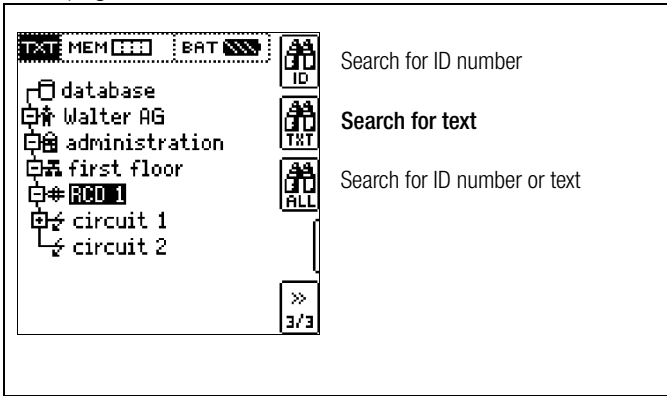 TXT MEM BAT
ID
Search for ID number
database
Walter AG
TXT
Search for text
administration
first floor
ALL
Search for ID number or text
RCD 1
circuit 1
circuit 2
»
3/3